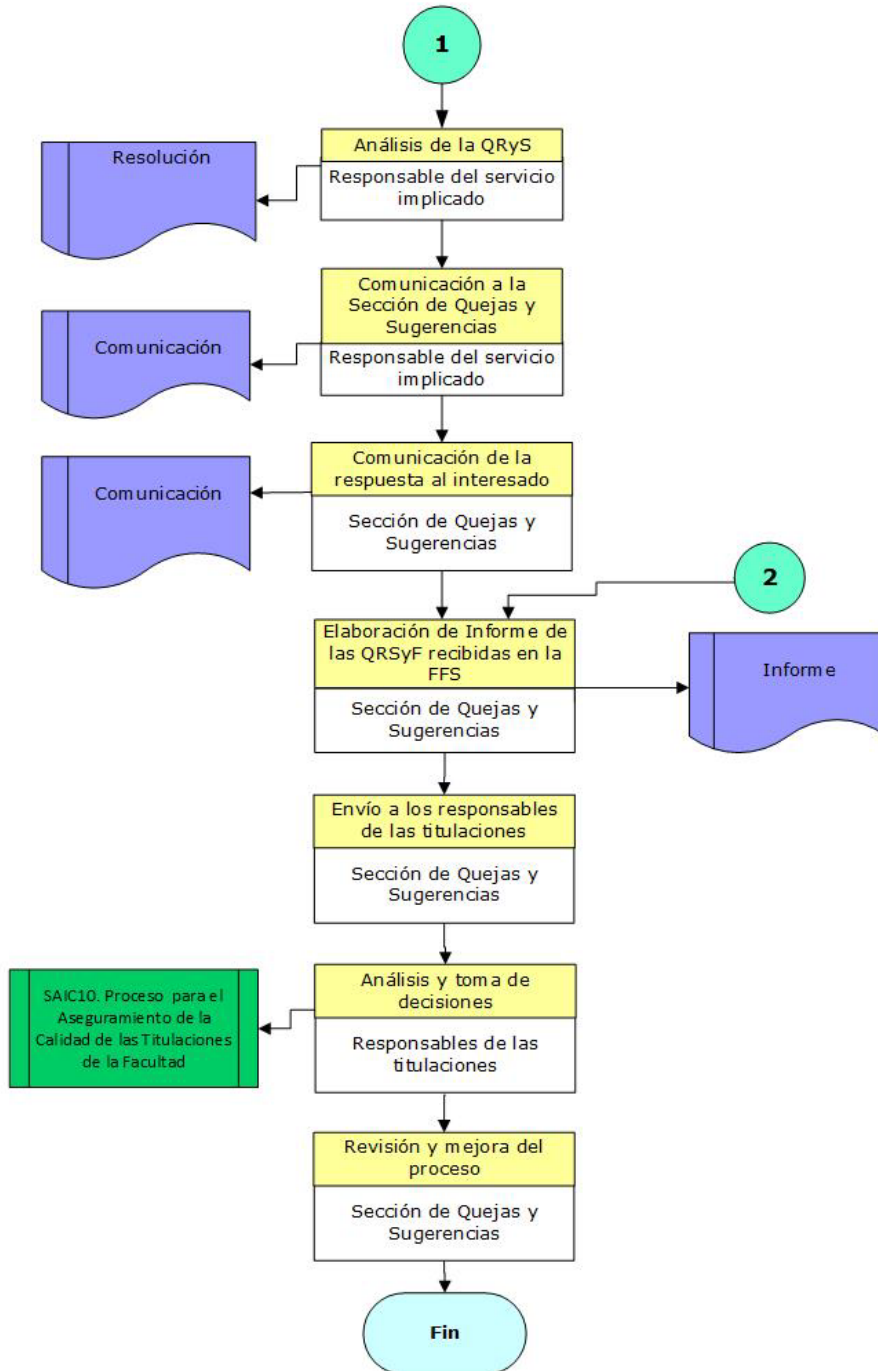 1
Resolución
Análisis de la QRyS
Responsable del servicio
implicado
Comunicación
Comunicación a la
Sección de Quejas y
Sugerencias
Responsable del servicio
implicado
Comunicación
Comunicación de la
respuesta al interesado
Sección de Quejas y
Sugerencias
2
Elaboración de Informe de
las QRSyF recibidas en la
FFS
Sección de Quejas y
Sugerencias
Informe
Envío a los responsables
de las titulaciones
Sección de Quejas y
Sugerencias
SAIC10. Proceso para el
Aseguramiento de la
Calidad de las Titulaciones
de la Facultad
Análisis y toma de
decisiones
Responsables de las
titulaciones
Revisión y mejora del
proceso
Sección de Quejas y
Sugerencias
Fin